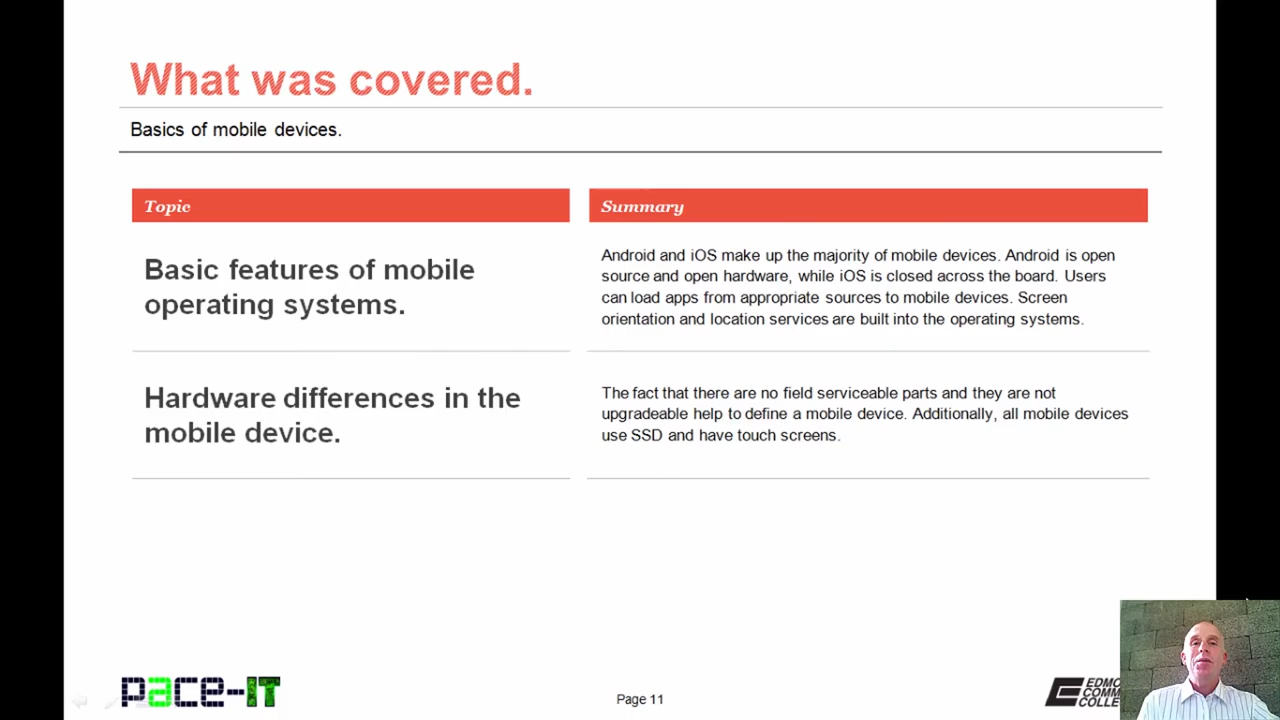 What was covered.
Basics of mobile devices.
Topic
Summary
Basic features of mobile
operating systems.
Android and iOS make up the majority of mobile devices. Android is open
source and open hardware, while iOS is closed across the board. Users
can load apps from appropriate sources to mobile devices. Screen
orientation and location services are built into the operating systems.
Hardware differences in the
mobile device.
The fact that there are no field serviceable parts and they are not
upgradeable help to define a mobile device. Additionally, all mobile devices
use SSD and have touch screens.
pace-IT
Page 11
EDMO
COMM
COLLE